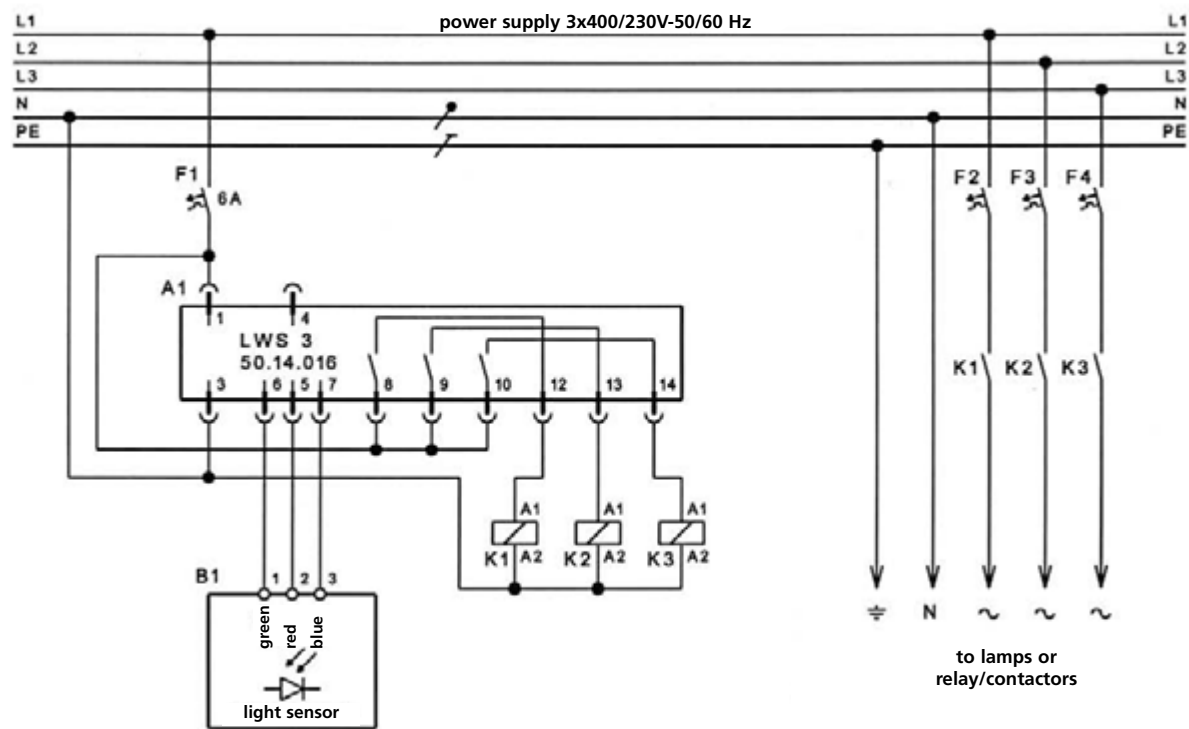 power supply 3x400/230V-50/60 Hz
L1 L1
L2 L2
L3 L3
N N
PE PE
F1 6A
F2 F3 F4
A1
1 4
LWS 3
50.14.016
3 6 5 7 8 9 10 12 13 14
K1 K2 K3
A1 A1 A1
K1 A2 K2 A2 K3 A2
B1 1 2 3
green red blue
light sensor
N ~ ~ ~
to lamps or
relay/contactors